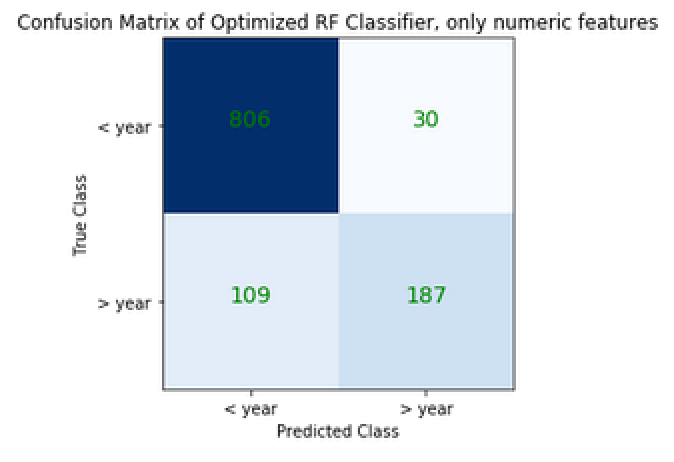 Confusion Matrix of Optimized RF Classifier, only numeric features
806 30
< year
True Class
109 187
> year
< year > year
Predicted Class